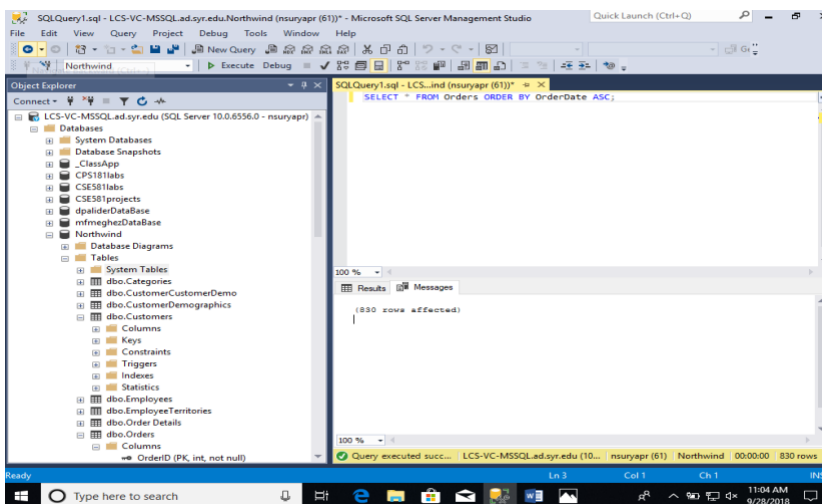 SQLQuery1.sql - LCS-VC-MSSQL.ad.syr.edu.Northwind (nsuryapr (61))* - Microsoft SQL Server Management Studio
Quick Launch (Ctrl+Q)
File Edit View Query Project Debug Tools Window Help
New Query
Northwind
Execute Debug
Object Explorer
Connect
LCS-VC-MSSQL.ad.syr.edu (SQL Server 10.0.6556.0 - nsuryapr)
Databases
System Databases
Database Snapshots
_ClassApp
CPS181labs
CSE581labs
CSE581projects
dpaliderDataBase
mfmeghezDataBase
Northwind
Database Diagrams
Tables
System Tables
dbo.Categories
dbo.CustomerCustomerDemo
dbo.CustomerDemographics
dbo.Customers
Columns
Keys
Constraints
Triggers
Indexes
Statistics
dbo.Employees
dbo.EmployeeTerritories
dbo.Order Details
dbo.Orders
Columns
OrderID (PK, int, not null)
SQLQuery1.sql - LCS...ind (nsuryapr (61))*
SELECT * FROM Orders ORDER BY OrderDate ASC;
100 %
Results Messages
(830 rows affected)
100 %
Query executed succ... LCS-VC-MSSQL.ad.syr.edu (10... nsuryapr (61) Northwind 00:00:00 830 rows
Ready Ln 3 Col 1 Ch 1 INS
Type here to search
11:04 AM
9/28/2018